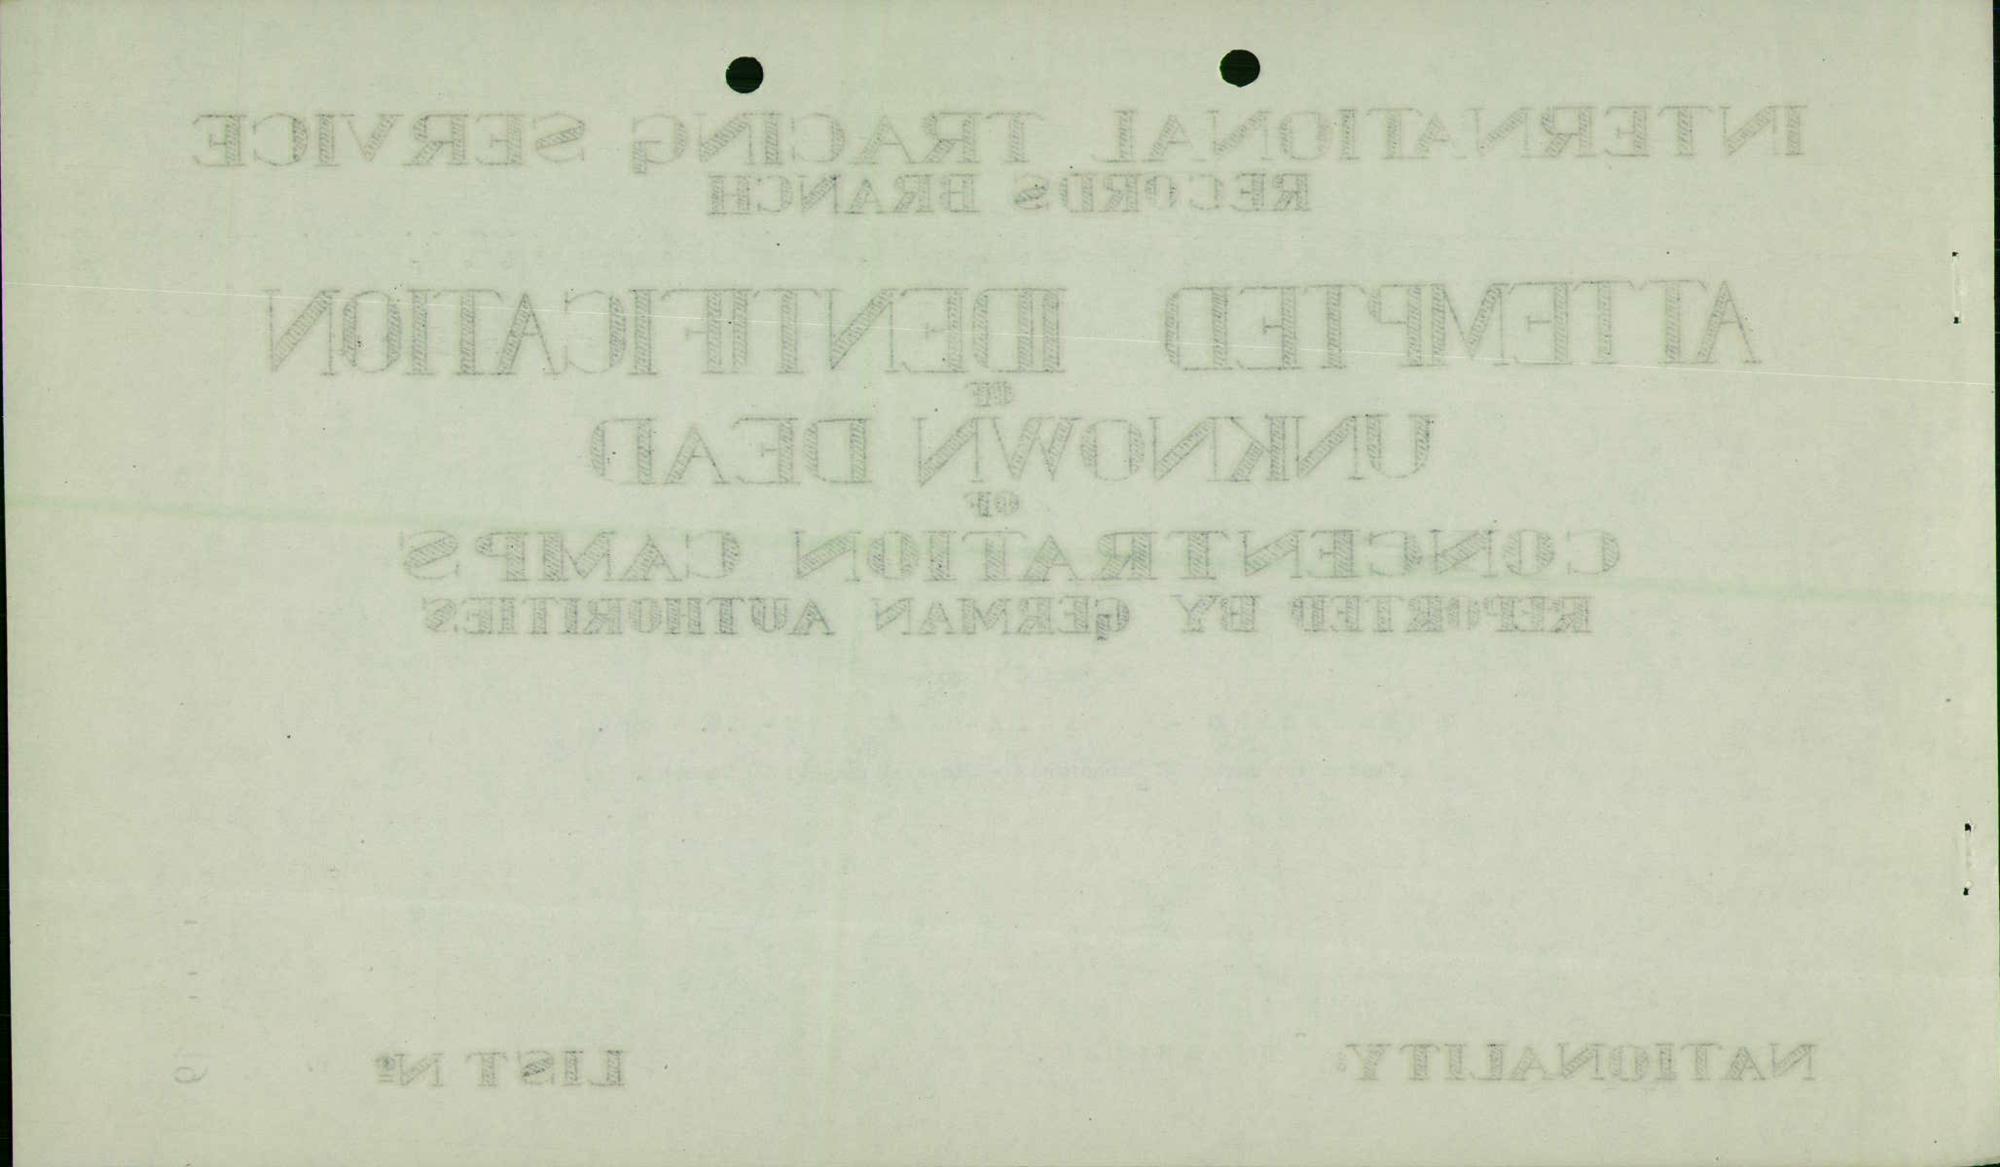 INTERNATIONAL TRACING SERVICE
RECORDS BRANCH
ATTEMPTED IDENTIFICATION
OF
UNKNOWN DEAD
OF
CONCENTRATION CAMPS
REPORTED BY GERMAN AUTHORITIES
NATIONALITY:
LIST Nº